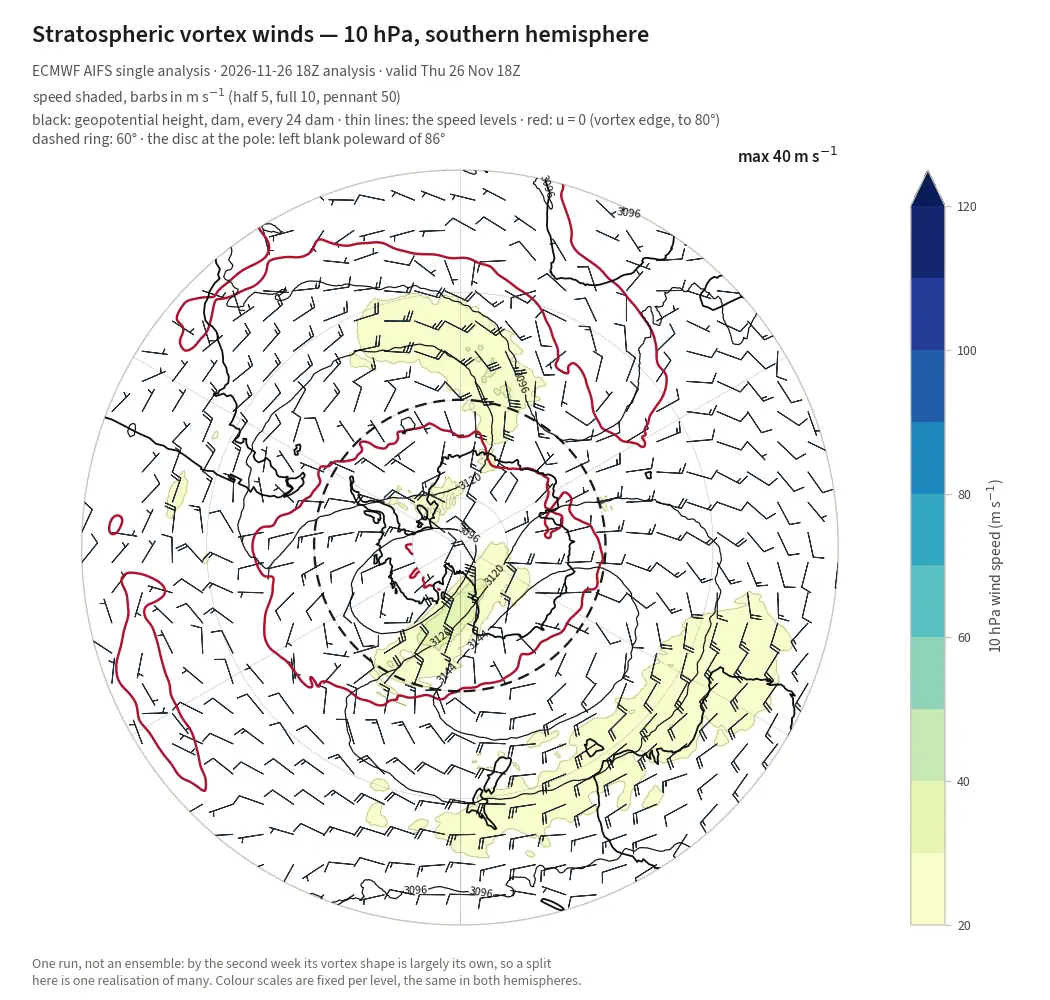 Stratospheric vortex winds — 10 hPa, southern hemisphere
ECMWF AIFS single analysis · 2026-11-26 18Z analysis · valid Thu 26 Nov 18Z
speed shaded, barbs in m s⁻¹ (half 5, full 10, pennant 50)
black: geopotential height, dam, every 24 dam · thin lines: the speed levels · red: u = 0 (vortex edge, to 80°)
dashed ring: 60° · the disc at the pole: left blank poleward of 86°
max 40 m s⁻¹
3096
3096
3096
3120
3096
3120
3120
3144
3144
3096
3096
120
100
80
60
40
20
10 hPa wind speed (m s⁻¹)
One run, not an ensemble: by the second week its vortex shape is largely its own, so a split
here is one realisation of many. Colour scales are fixed per level, the same in both hemispheres.